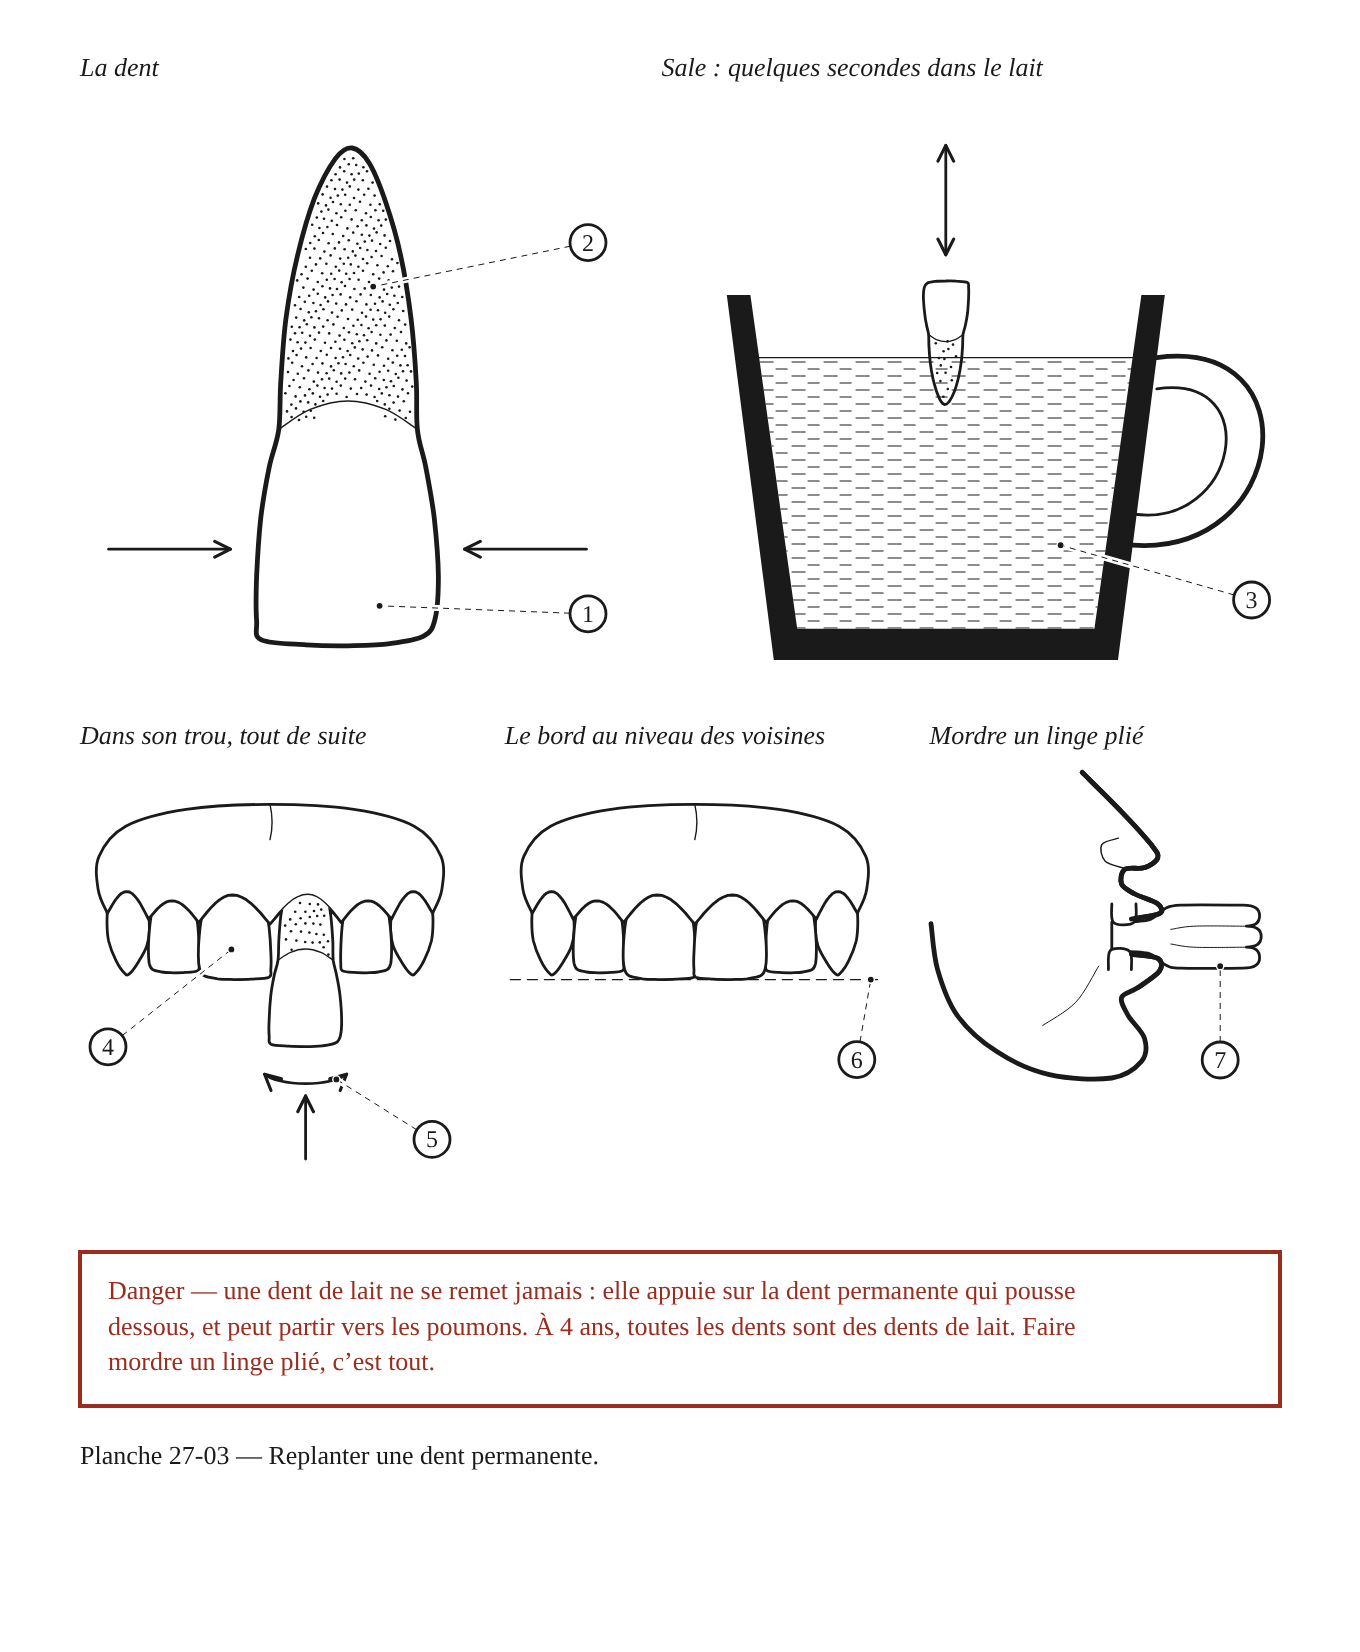 La dent
Sale : quelques secondes dans le lait
2
1
3
Dans son trou, tout de suite
Le bord au niveau des voisines
Mordre un linge plié
4
5
6
7
Danger — une dent de lait ne se remet jamais : elle appuie sur la dent permanente qui pousse
dessous, et peut partir vers les poumons. À 4 ans, toutes les dents sont des dents de lait. Faire
mordre un linge plié, c’est tout.
Planche 27-03 — Replanter une dent permanente.